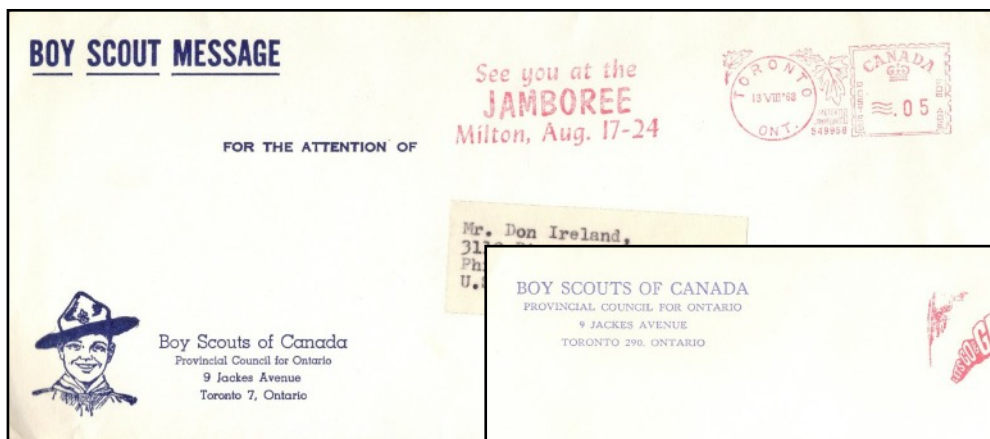 BOY SCOUT MESSAGE
See you at the
JAMBOREE
Milton, Aug. 17-24
TORONTO
13 VIII '68
ONT.
CANADA
.05
FOR THE ATTENTION OF
Mr. Don Ireland,
Boy Scouts of Canada
Provincial Council for Ontario
9 Jackes Avenue
Toronto 7, Ontario
BOY SCOUTS OF CANADA
PROVINCIAL COUNCIL FOR ONTARIO
9 JACKES AVENUE
TORONTO 290, ONTARIO